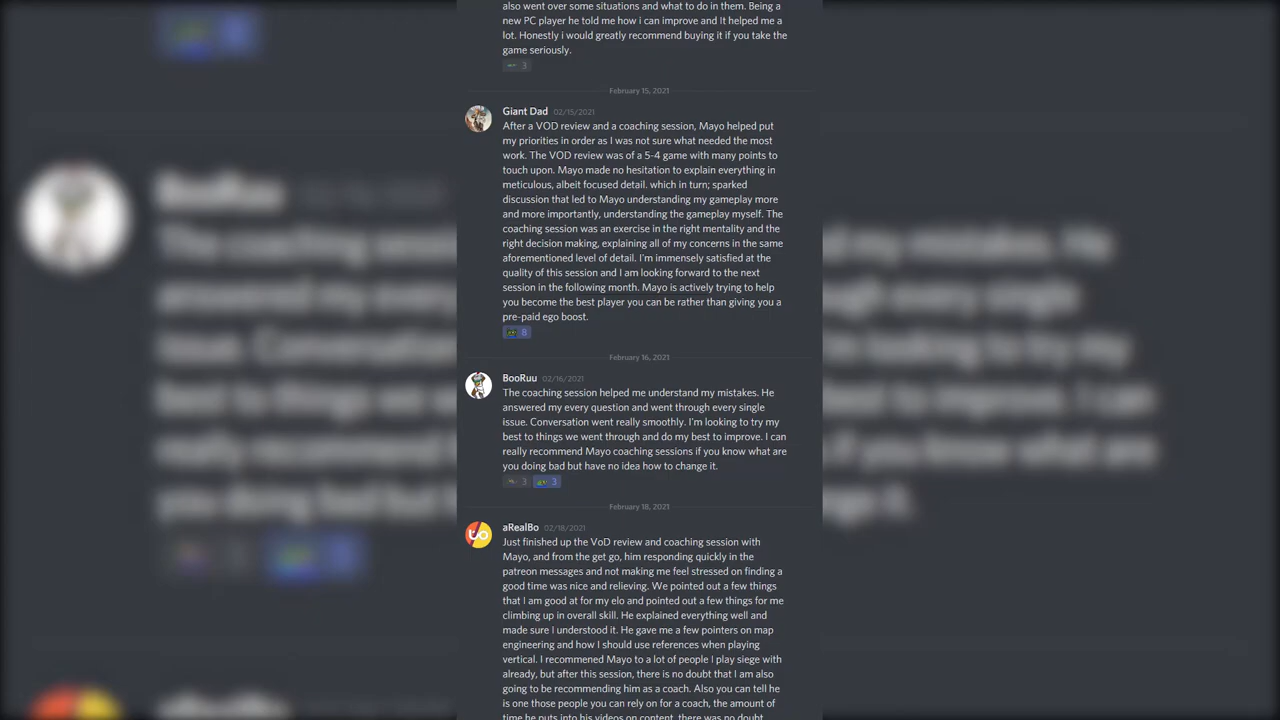 also went over some situations and what to do in them. Being a
new PC player he told me how i can improve and It helped me a
lot. Honestly i would greatly recommend buying it if you take the
game seriously.
3
February 15, 2021
Giant Dad 02/15/2021
After a VOD review and a coaching session, Mayo helped put
my priorities in order as I was not sure what needed the most
work. The VOD review was of a 5-4 game with many points to
touch upon. Mayo made no hesitation to explain everything in
meticulous, albeit focused detail. which in turn; sparked
discussion that led to Mayo understanding my gameplay more
and more importantly, understanding the gameplay myself. The
coaching session was an exercise in the right mentality and the
right decision making, explaining all of my concerns in the same
aforementioned level of detail. I'm immensely satisfied at the
quality of this session and I am looking forward to the next
session in the following month. Mayo is actively trying to help
you become the best player you can be rather than giving you a
pre-paid ego boost.
8
February 16, 2021
BooRuu 02/16/2021
The coaching session helped me understand my mistakes. He
answered my every question and went through every single
issue. Conversation went really smoothly. I'm looking to try my
best to things we went through and do my best to improve. I can
really recommend Mayo coaching sessions if you know what are
you doing bad but have no idea how to change it.
3 3
February 18, 2021
aRealBo 02/18/2021
Just finished up the VoD review and coaching session with
Mayo, and from the get go, him responding quickly in the
patreon messages and not making me feel stressed on finding a
good time was nice and relieving. We pointed out a few things
that I am good at for my elo and pointed out a few things for me
climbing up in overall skill. He explained everything well and
made sure I understood it. He gave me a few pointers on map
engineering and how I should use references when playing
vertical. I recommened Mayo to a lot of people I play siege with
already, but after this session, there is no doubt that I am also
going to be recommending him as a coach. Also you can tell he
is one those people you can rely on for a coach, the amount of
time he puts into his videos on content, there was no doubt